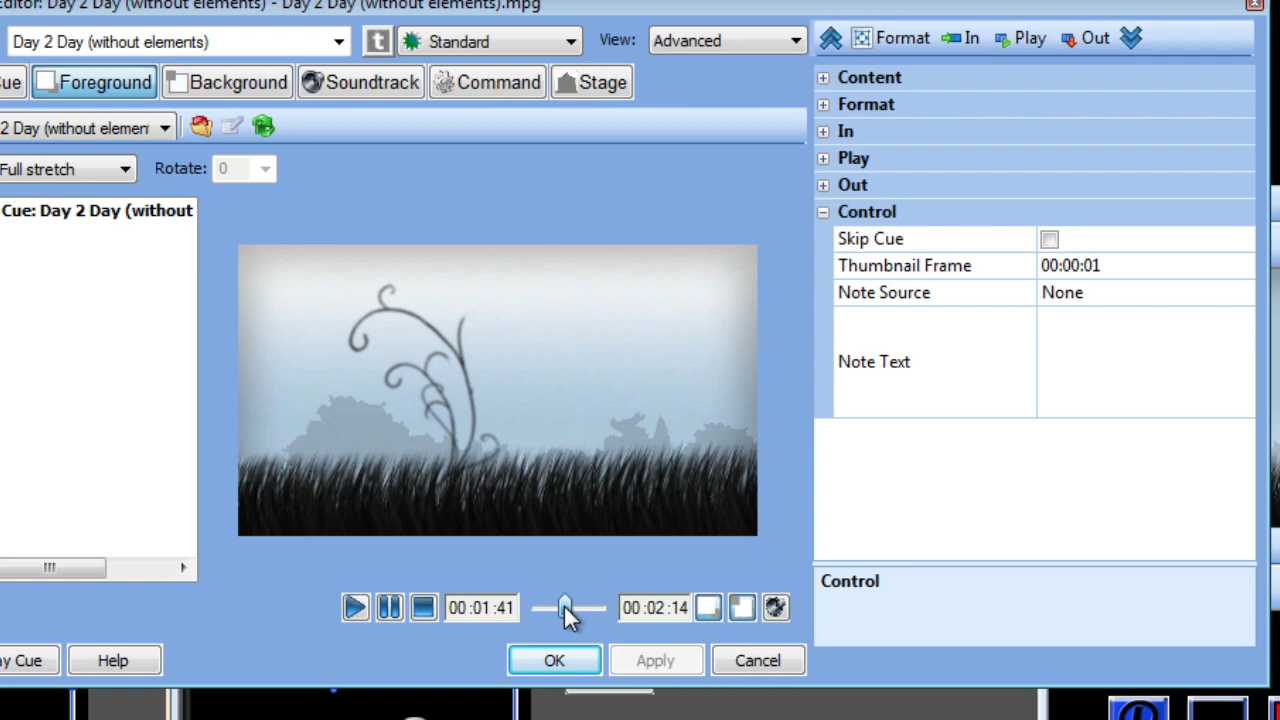 Editor: Day 2 Day (without elements) - Day 2 Day (without elements).mpg
Day 2 Day (without elements)
t
Standard
View:
Advanced
Format
In
Play
Out
ue
Foreground
Background
Soundtrack
Command
Stage
Content
Format
In
Play
Out
Control
2 Day (without elemen
Full stretch
Rotate:
0
Cue: Day 2 Day (without
Skip Cue
Thumbnail Frame
00:00:01
Note Source
None
Note Text
Control
00:01:41
00:02:14
ay Cue
Help
OK
Apply
Cancel